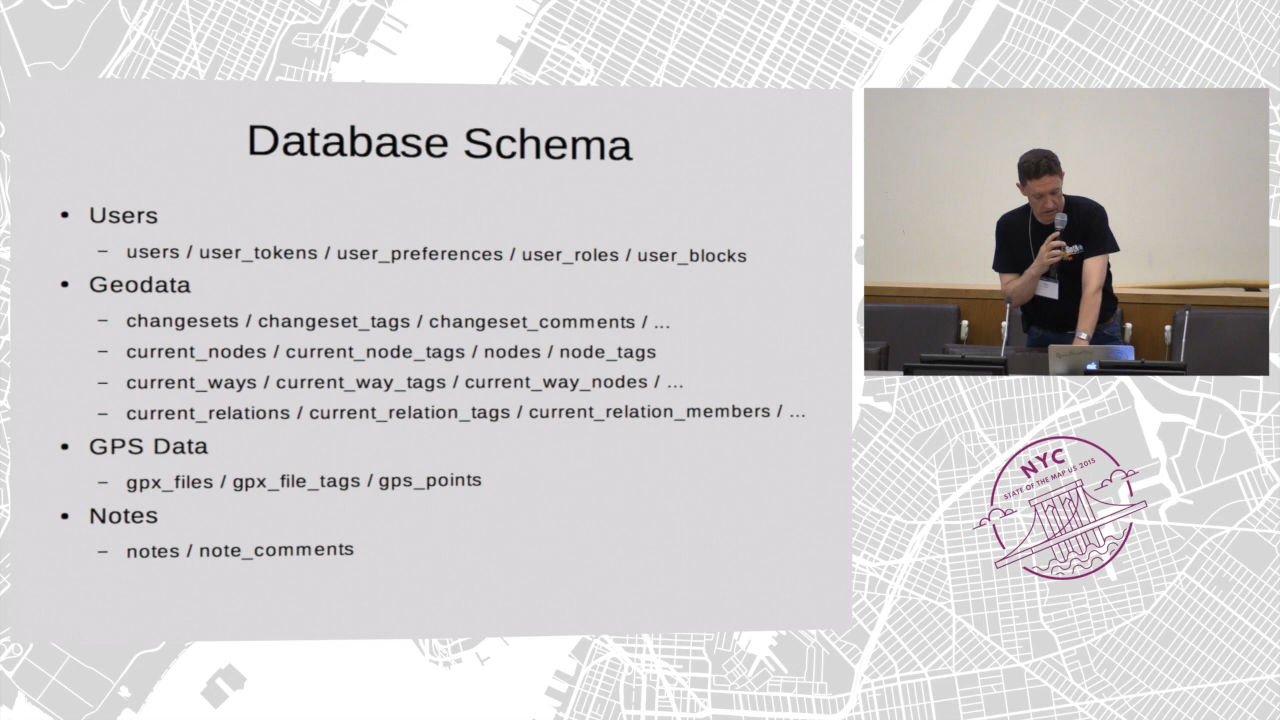 Database Schema
• Users
– users / user_tokens / user_preferences / user_roles / user_blocks
• Geodata
– changesets / changeset_tags / changeset_comments / ...
– current_nodes / current_node_tags / nodes / node_tags
– current_ways / current_way_tags / current_way_nodes / ...
– current_relations / current_relation_tags / current_relation_members / ...
• GPS Data
– gpx_files / gpx_file_tags / gps_points
• Notes
– notes / note_comments
NYC
STATE OF THE MAP US 2015